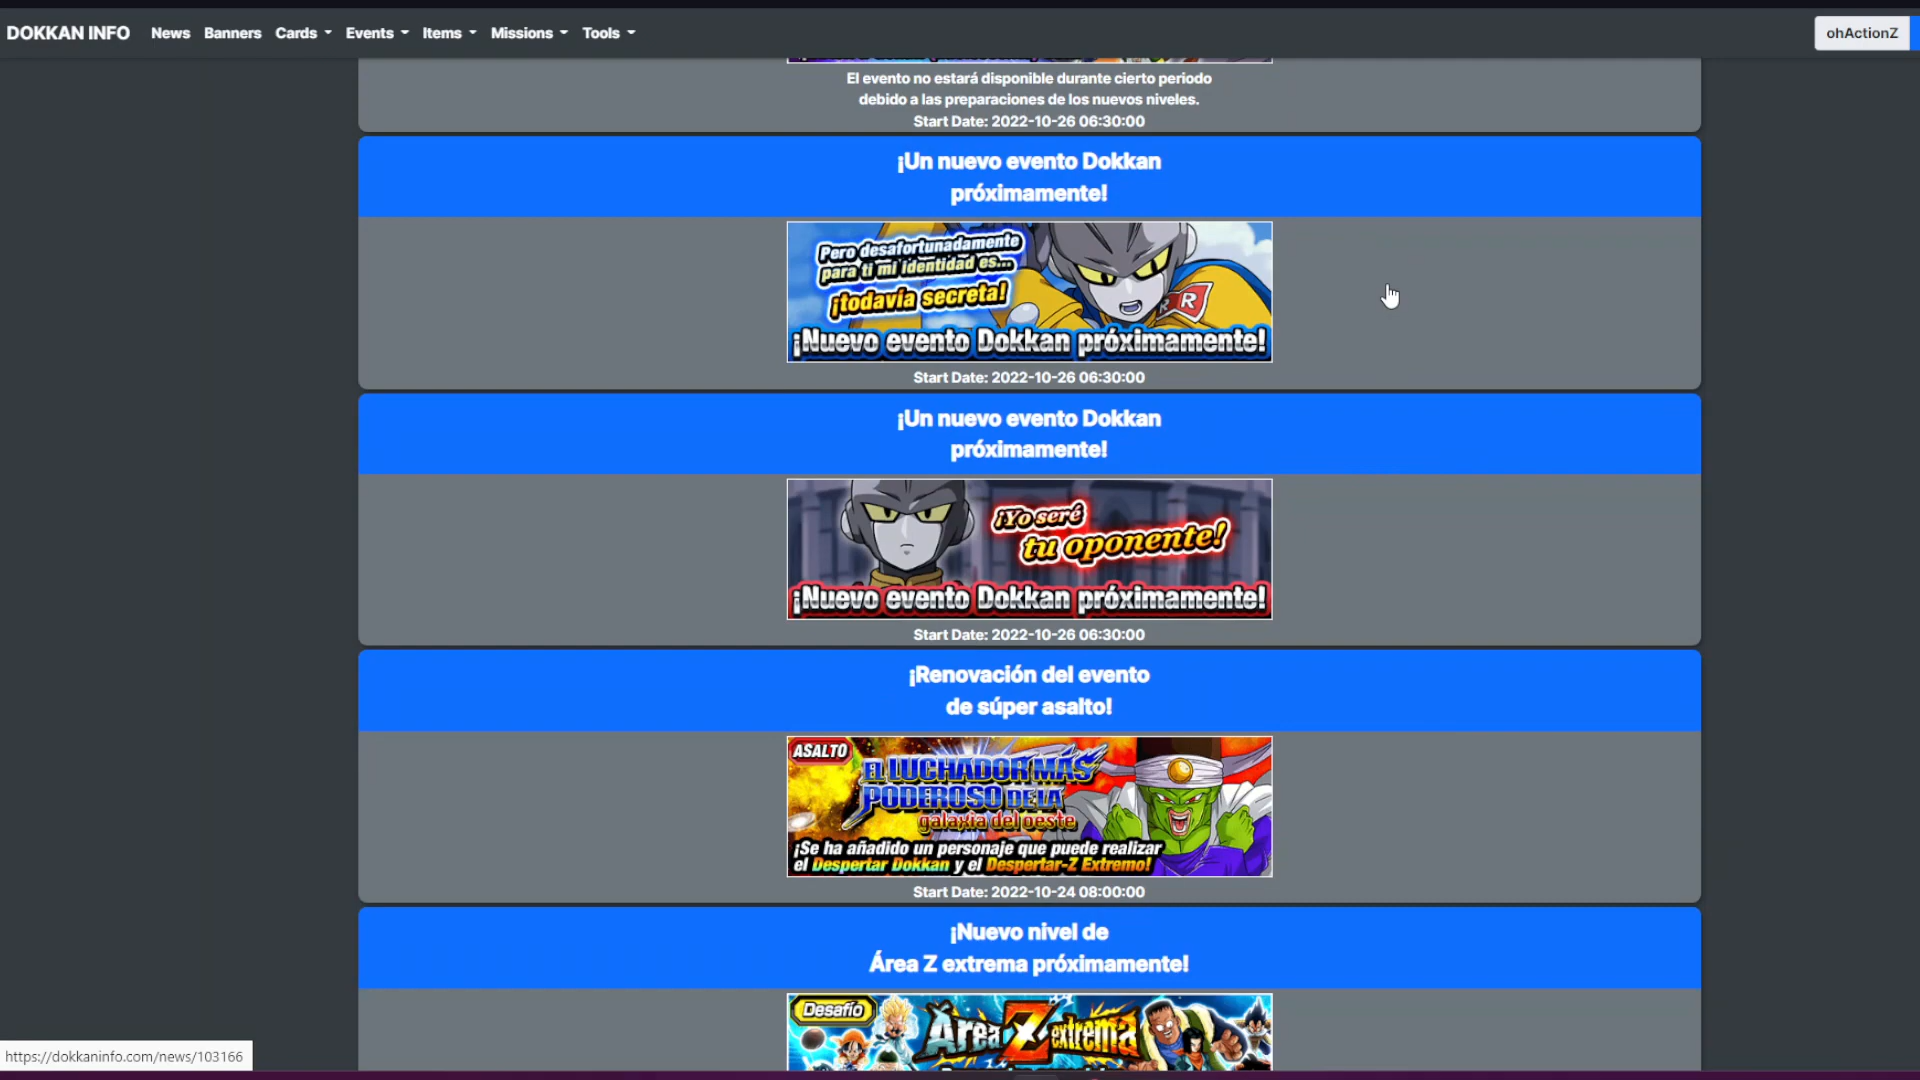 DOKKAN INFO News Banners Cards Events Items Missions Tools ohActionZ
El evento no estará disponible durante cierto periodo
debido a las preparaciones de los nuevos niveles.
Start Date: 2022-10-26 06:30:00
¡Un nuevo evento Dokkan
próximamente!
Pero desafortunadamente
para ti mi identidad es...
¡todavía secreta!
R R
¡Nuevo evento Dokkan próximamente!
Start Date: 2022-10-26 06:30:00
¡Un nuevo evento Dokkan
próximamente!
¡Yo seré
tu oponente!
¡Nuevo evento Dokkan próximamente!
Start Date: 2022-10-26 06:30:00
¡Renovación del evento
de súper asalto!
ASALTO
EL LUCHADOR MÁS
PODEROSO DE LA
galaxia del oeste
¡Se ha añadido un personaje que puede realizar
el Despertar Dokkan y el Despertar-Z Extremo!
Start Date: 2022-10-24 08:00:00
¡Nuevo nivel de
Área Z extrema próximamente!
Desafío
Área Z extrema
https://dokkaninfo.com/news/103166